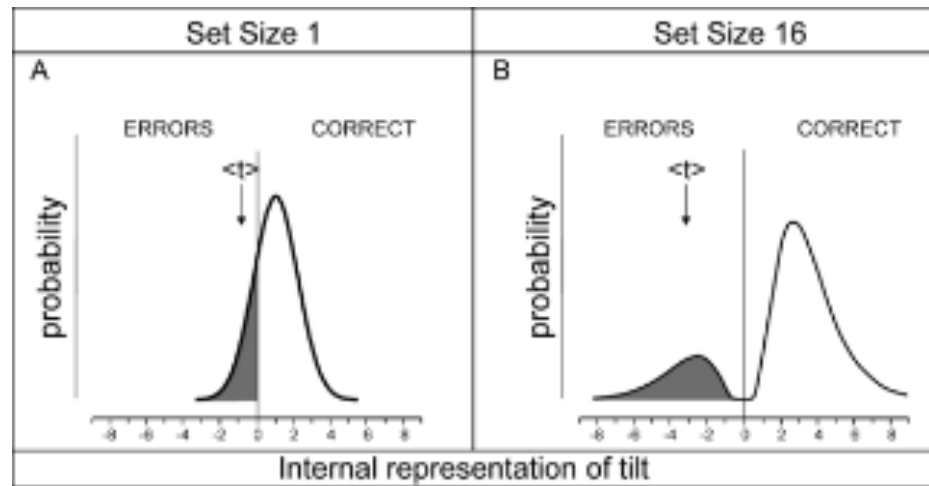 Set Size 1
Set Size 16
A
ERRORS CORRECT
<t>
probability
-8 -6 -4 -2 0 2 4 6 8
B
ERRORS CORRECT
<t>
probability
-8 -6 -4 -2 0 2 4 6 8
Internal representation of tilt